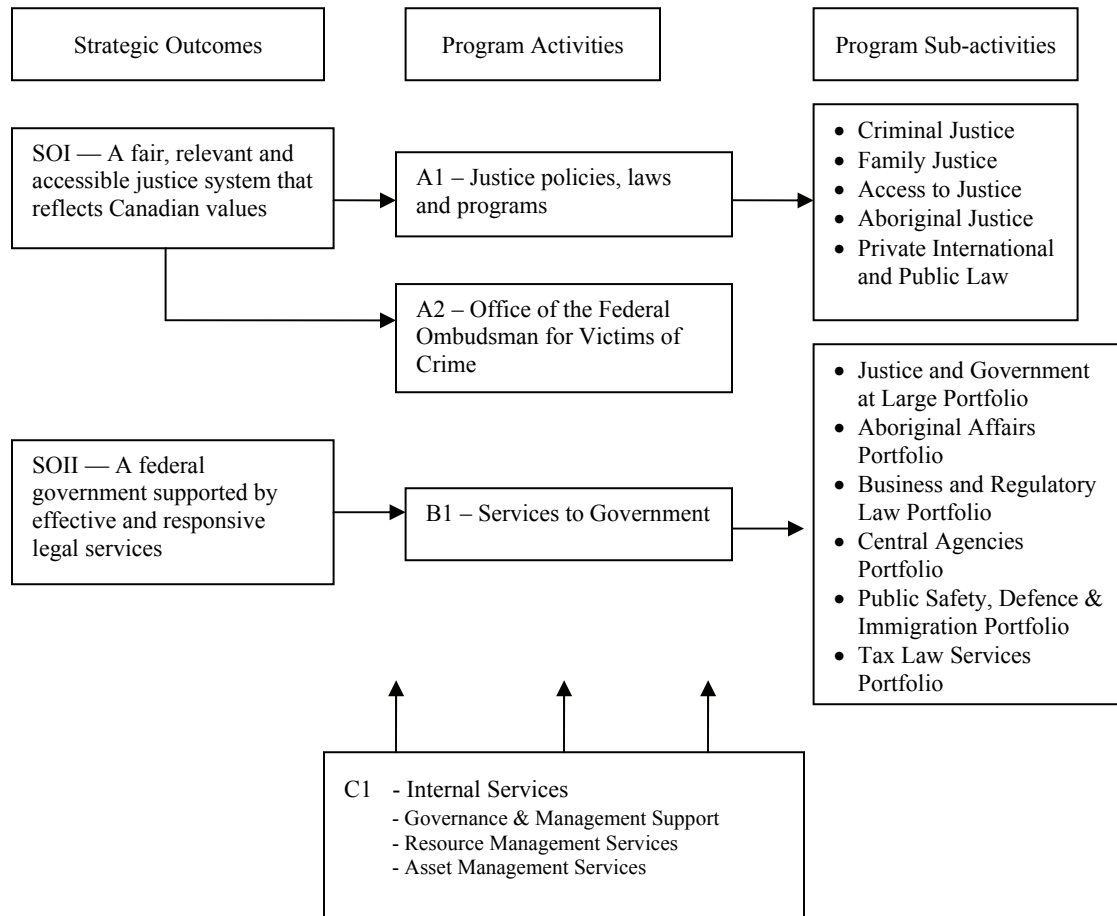 Strategic Outcomes
Program Activities
Program Sub-activities
SOI — A fair, relevant and
accessible justice system that
reflects Canadian values
A1 – Justice policies, laws
and programs
• Criminal Justice
• Family Justice
• Access to Justice
• Aboriginal Justice
• Private International
and Public Law
A2 – Office of the Federal
Ombudsman for Victims of
Crime
SOII — A federal
government supported by
effective and responsive
legal services
B1 – Services to Government
• Justice and Government
at Large Portfolio
• Aboriginal Affairs
Portfolio
• Business and Regulatory
Law Portfolio
• Central Agencies
Portfolio
• Public Safety, Defence &
Immigration Portfolio
• Tax Law Services
Portfolio
C1 - Internal Services
- Governance & Management Support
- Resource Management Services
- Asset Management Services